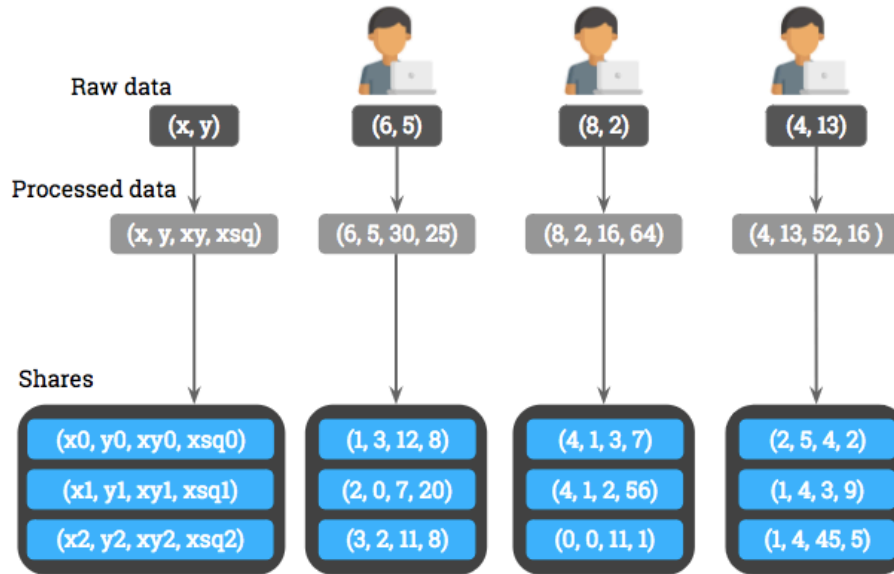 Raw data
(x, y) (6, 5) (8, 2) (4, 13)
Processed data
(x, y, xy, xsq) (6, 5, 30, 25) (8, 2, 16, 64) (4, 13, 52, 16 )
Shares
(x0, y0, xy0, xsq0) (1, 3, 12, 8) (4, 1, 3, 7) (2, 5, 4, 2)
(x1, y1, xy1, xsq1) (2, 0, 7, 20) (4, 1, 2, 56) (1, 4, 3, 9)
(x2, y2, xy2, xsq2) (3, 2, 11, 8) (0, 0, 11, 1) (1, 4, 45, 5)